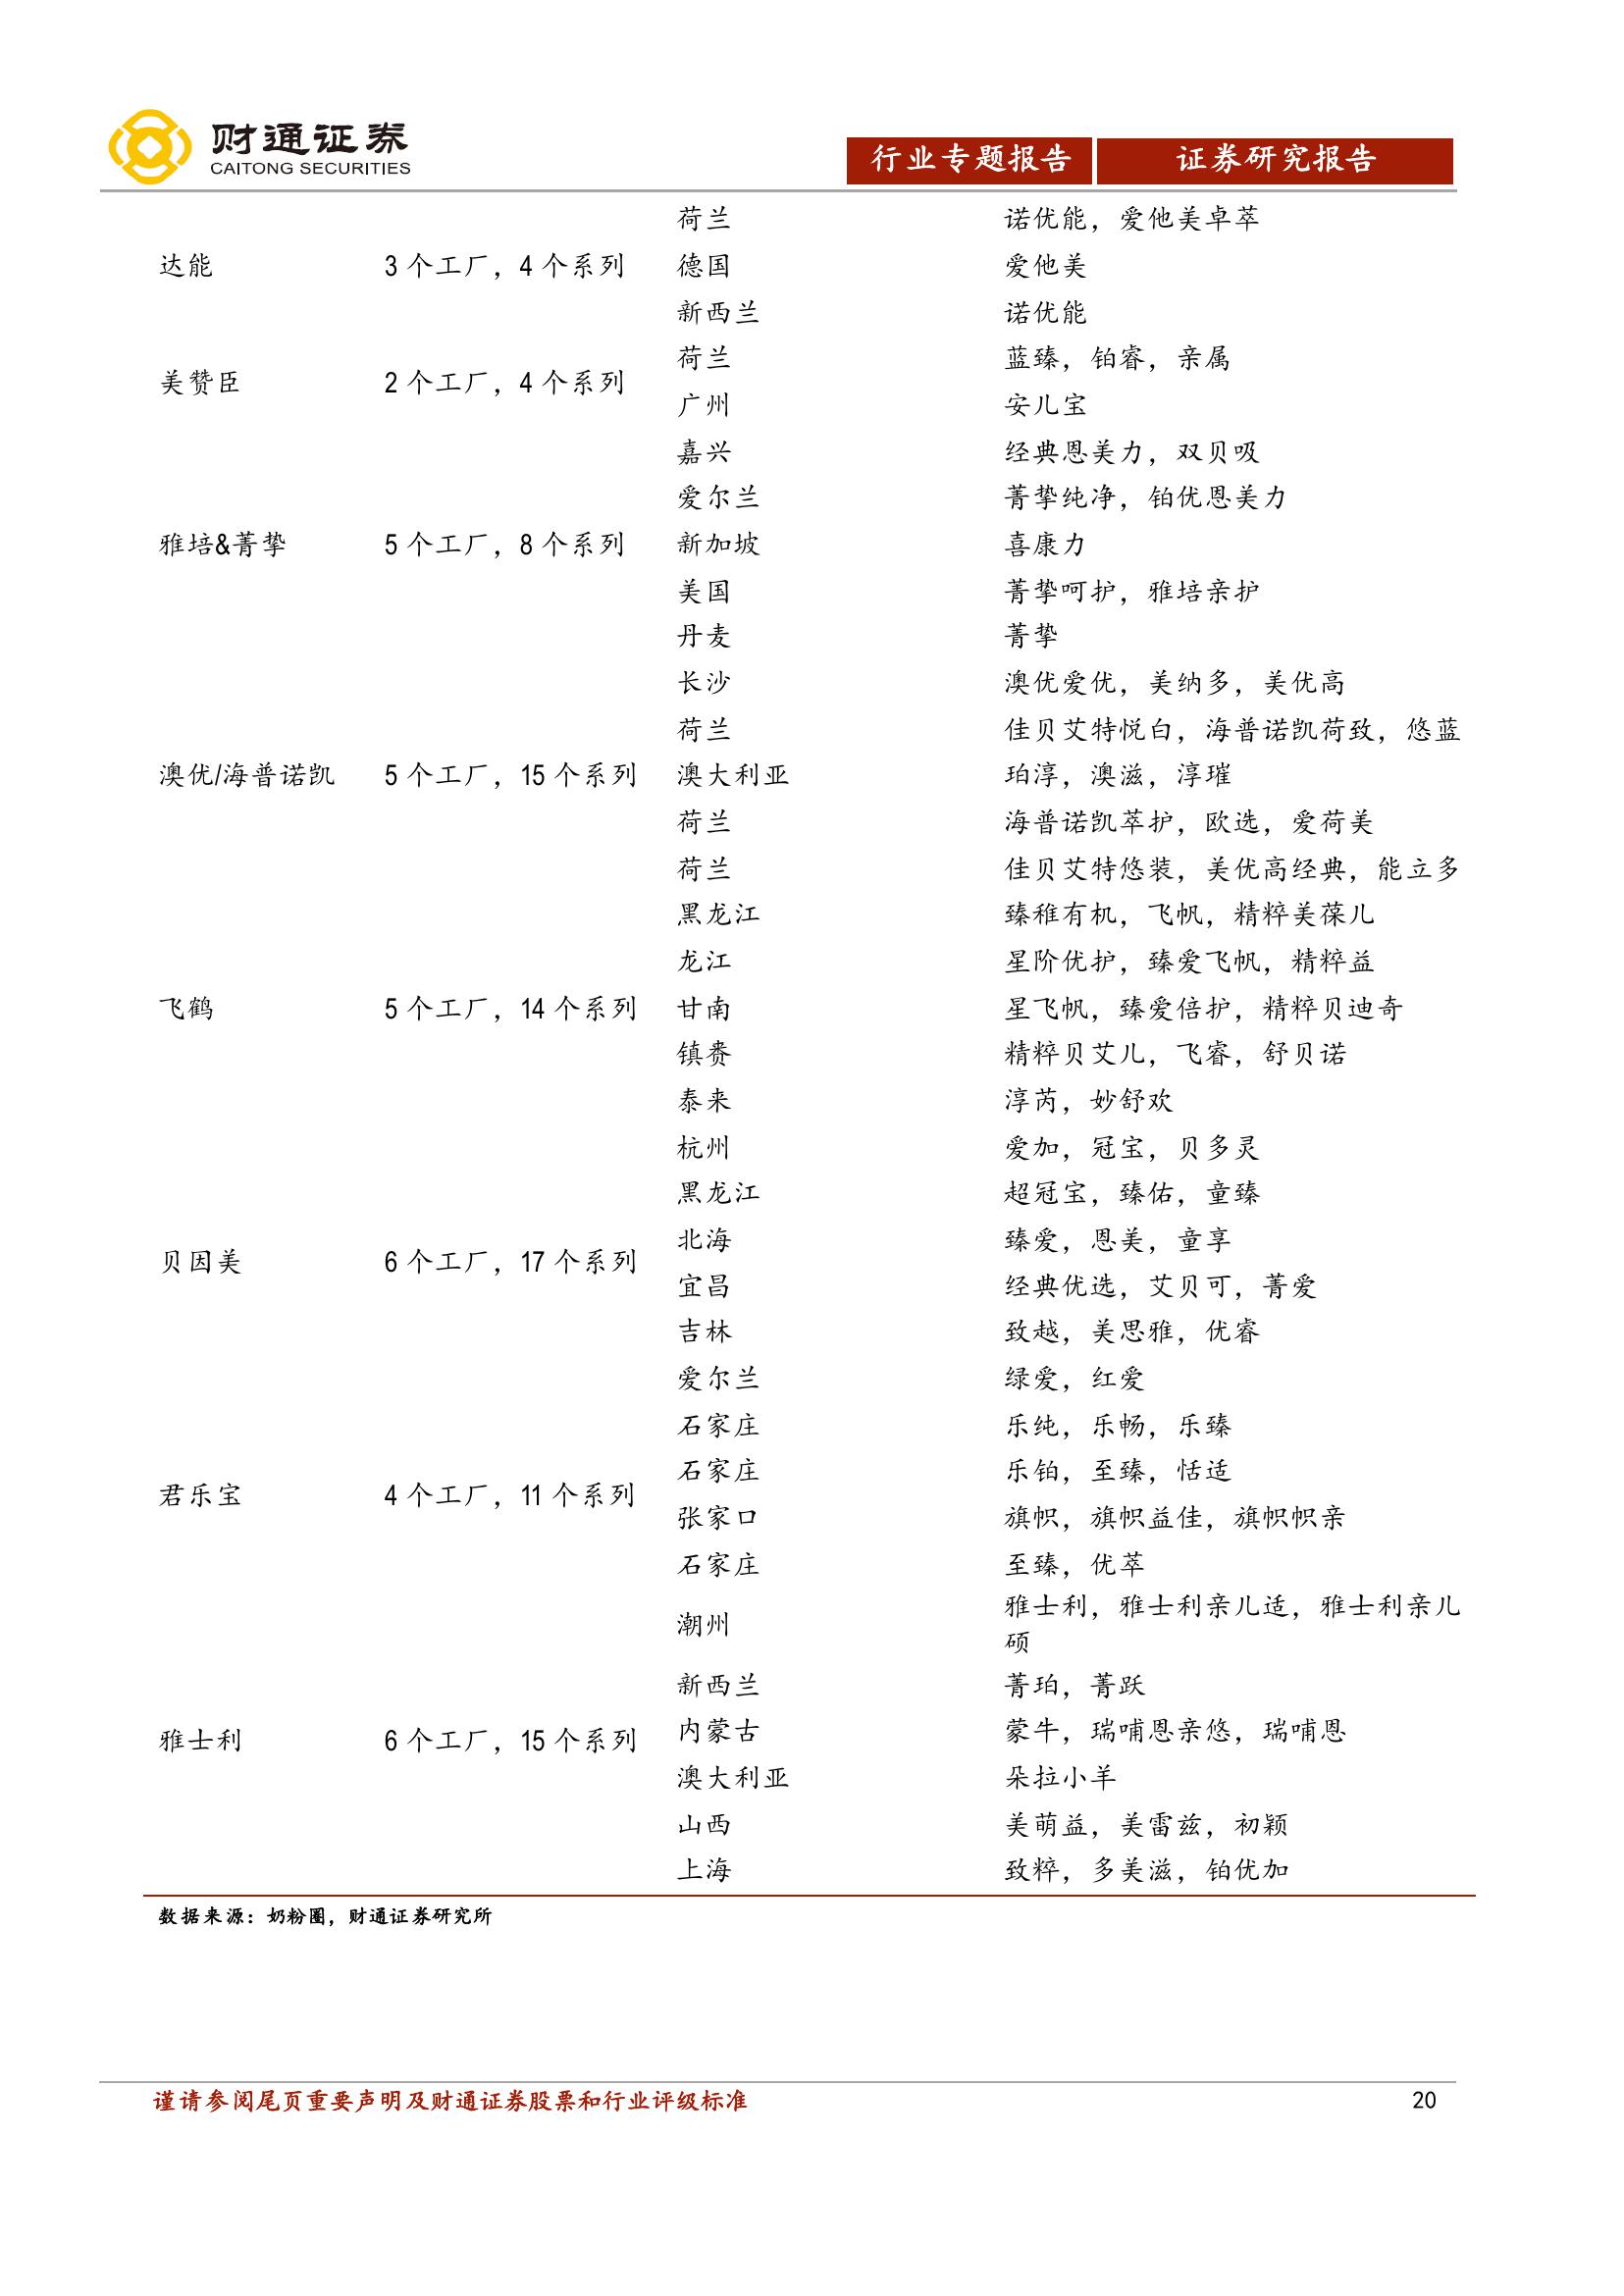 财通证券
CAITONG SECURITIES
行业专题报告 证券研究报告
荷兰 诺优能，爱他美卓萃
达能 3 个工厂，4 个系列 德国 爱他美
新西兰 诺优能
荷兰 蓝臻，铂睿，亲属
美赞臣 2 个工厂，4 个系列
广州 安儿宝
嘉兴 经典恩美力，双贝吸
爱尔兰 菁挚纯净，铂优恩美力
雅培&菁挚 5 个工厂，8 个系列 新加坡 喜康力
美国 菁挚呵护，雅培亲护
丹麦 菁挚
长沙 澳优爱优，美纳多，美优高
荷兰 佳贝艾特悦白，海普诺凯荷致，悠蓝
澳优/海普诺凯 5 个工厂，15 个系列 澳大利亚 珀淳，澳滋，淳璀
荷兰 海普诺凯萃护，欧选，爱荷美
荷兰 佳贝艾特悠装，美优高经典，能立多
黑龙江 臻稚有机，飞帆，精粹美葆儿
龙江 星阶优护，臻爱飞帆，精粹益
飞鹤 5 个工厂，14 个系列 甘南 星飞帆，臻爱倍护，精粹贝迪奇
镇赉 精粹贝艾儿，飞睿，舒贝诺
泰来 淳芮，妙舒欢
杭州 爱加，冠宝，贝多灵
黑龙江 超冠宝，臻佑，童臻
北海 臻爱，恩美，童享
贝因美 6 个工厂，17 个系列
宜昌 经典优选，艾贝可，菁爱
吉林 致越，美思雅，优睿
爱尔兰 绿爱，红爱
石家庄 乐纯，乐畅，乐臻
石家庄 乐铂，至臻，恬适
君乐宝 4 个工厂，11 个系列
张家口 旗帜，旗帜益佳，旗帜帜亲
石家庄 至臻，优萃
潮州 雅士利，雅士利亲儿适，雅士利亲儿
硕
新西兰 菁珀，菁跃
雅士利 6 个工厂，15 个系列 内蒙古 蒙牛，瑞哺恩亲悠，瑞哺恩
澳大利亚 朵拉小羊
山西 美萌益，美雷兹，初颖
上海 致粹，多美滋，铂优加
数据来源：奶粉圈，财通证券研究所
谨请参阅尾页重要声明及财通证券股票和行业评级标准 20